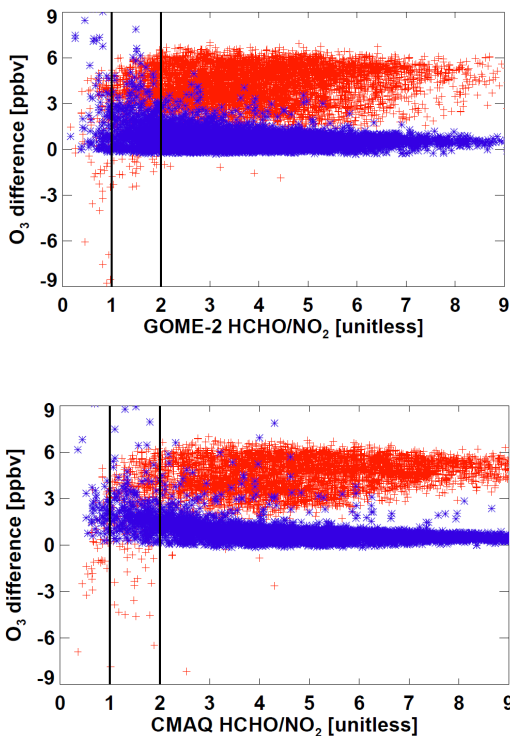 9
6
3
0
-3
-6
-9
O3 difference [ppbv]
0 1 2 3 4 5 6 7 8 9
GOME-2 HCHO/NO2 [unitless]
9
6
3
0
-3
-6
-9
O3 difference [ppbv]
0 1 2 3 4 5 6 7 8 9
CMAQ HCHO/NO2 [unitless]